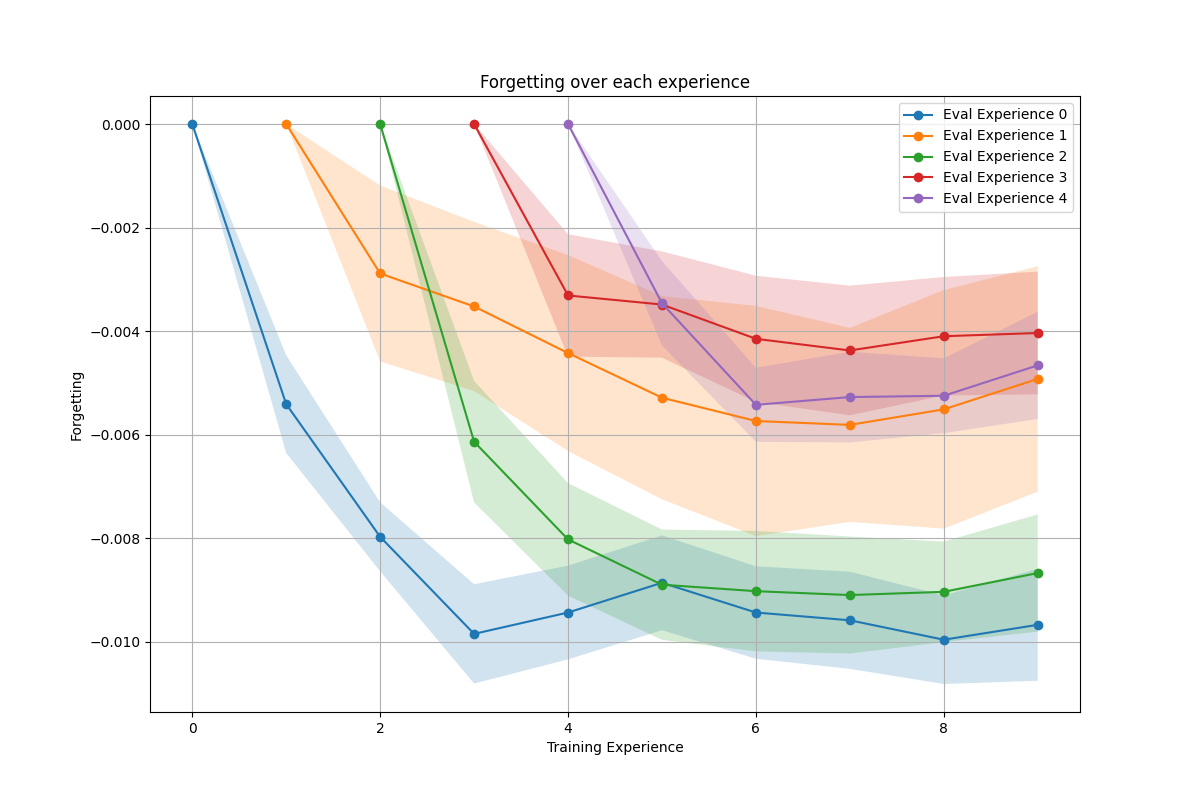 Forgetting over each experience
Eval Experience 0
Eval Experience 1
Eval Experience 2
Eval Experience 3
Eval Experience 4
0.000
−0.002
−0.004
−0.006
−0.008
−0.010
Forgetting
0 2 4 6 8
Training Experience